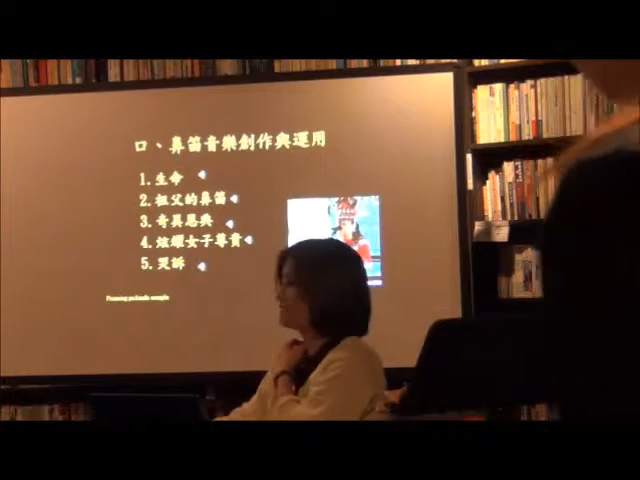 口、鼻笛音樂創作與運用
1.生命
2.祖父的鼻笛
3.奇異恩典
4.炫耀女子尊貴
5.哭訴